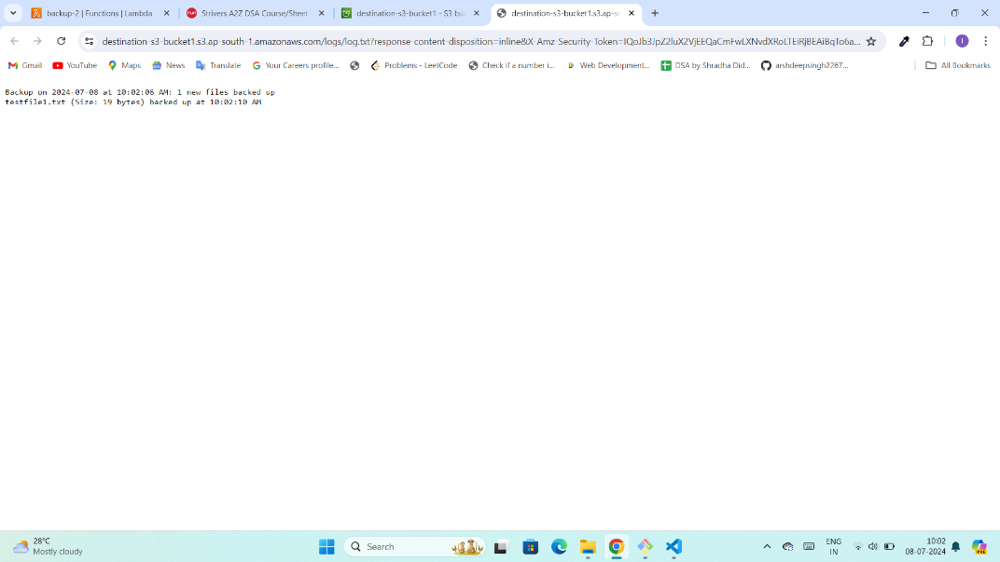 backup-2 | Functions | Lambda
Strivers A2Z DSA Course/Sheet
destination-s3-bucket1 - S3 bu
destination-s3-bucket1.s3.ap-so
destination-s3-bucket1.s3.ap-south-1.amazonaws.com/logs/log.txt?response-content-disposition=inline&X-Amz-Security-Token=IQoJb3JpZ2luX2VjEEQaCmFwLXNvdXRoLTEiRjBEAiBqTo6a...
I
Gmail
YouTube
Maps
News
Translate
Your Careers profile...
Problems - LeetCode
Check if a number i...
Web Development...
DSA by Shradha Did...
arshdeepsingh2267...
All Bookmarks
Backup on 2024-07-08 at 10:02:06 AM: 1 new files backed up
testfile1.txt (Size: 19 bytes) backed up at 10:02:10 AM
28°C
Mostly cloudy
Search
ENG
IN
10:02
08-07-2024